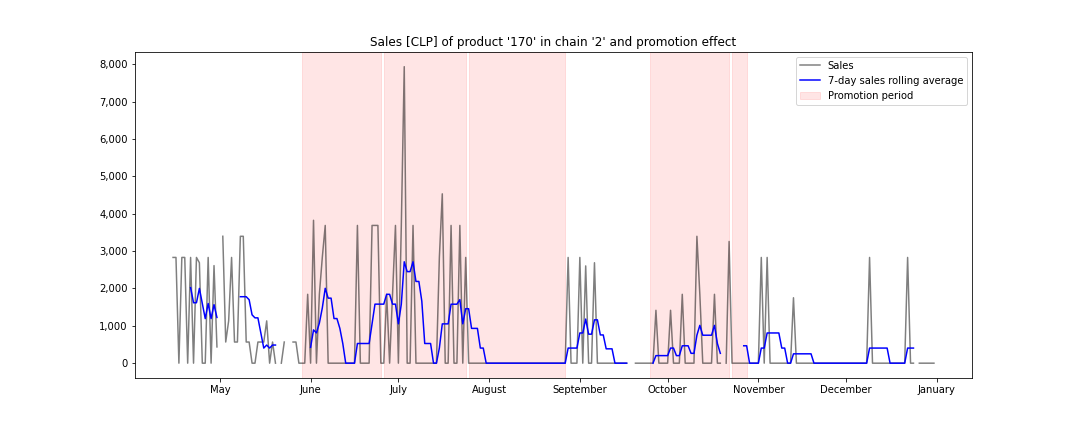 Sales [CLP] of product '170' in chain '2' and promotion effect
8,000
7,000
6,000
5,000
4,000
3,000
2,000
1,000
0
Sales
7-day sales rolling average
Promotion period
May June July August September October November December January